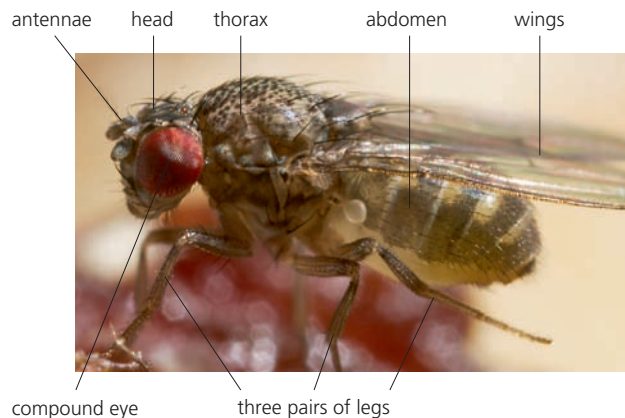 antennae head thorax abdomen wings
compound eye three pairs of legs